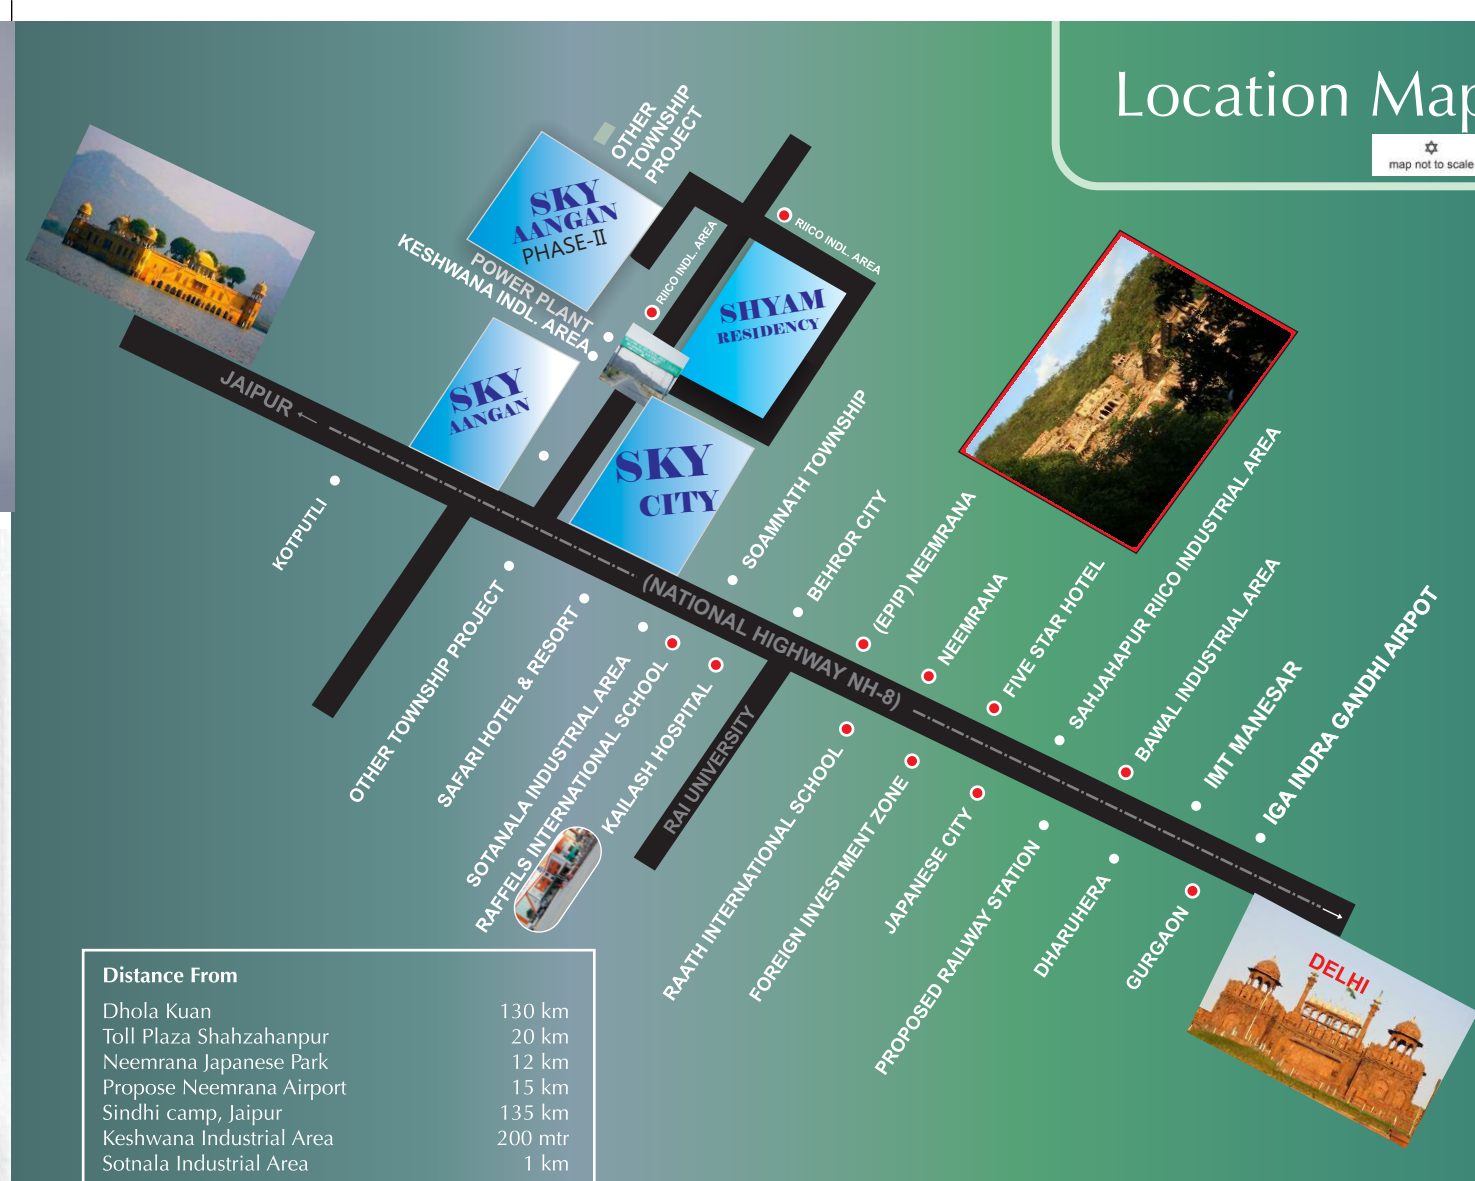 Location Map
map not to scale
OTHER
TOWNSHIP
PROJECT
SKY
AANGAN
PHASE-II
POWER PLANT
KESHWANA INDL. AREA
RIICO INDL. AREA
RIICO INDL. AREA
SHYAM
RESIDENCY
SKY
AANGAN
SKY
CITY
JAIPUR
(NATIONAL HIGHWAY NH-8)
KOTPUTLI
OTHER TOWNSHIP PROJECT
SAFARI HOTEL & RESORT
SOTANALA INDUSTRIAL AREA
RAFFELS INTERNATIONAL SCHOOL
KAILASH HOSPITAL
RAI UNIVERSITY
SOAMNATH TOWNSHIP
BEHROR CITY
(EPIP) NEEMRANA
NEEMRANA
FIVE STAR HOTEL
SAHJAHAPUR RIICO INDUSTRIAL AREA
BAWAL INDUSTRIAL AREA
IMT MANESAR
IGA INDRA GANDHI AIRPOT
RAATH INTERNATIONAL SCHOOL
FOREIGN INVESTMENT ZONE
JAPANESE CITY
PROPOSED RAILWAY STATION
DHARUHERA
GURGAON
DELHI
Distance From
Dhola Kuan 130 km
Toll Plaza Shahzahanpur 20 km
Neemrana Japanese Park 12 km
Propose Neemrana Airport 15 km
Sindhi camp, Jaipur 135 km
Keshwana Industrial Area 200 mtr
Sotnala Industrial Area 1 km